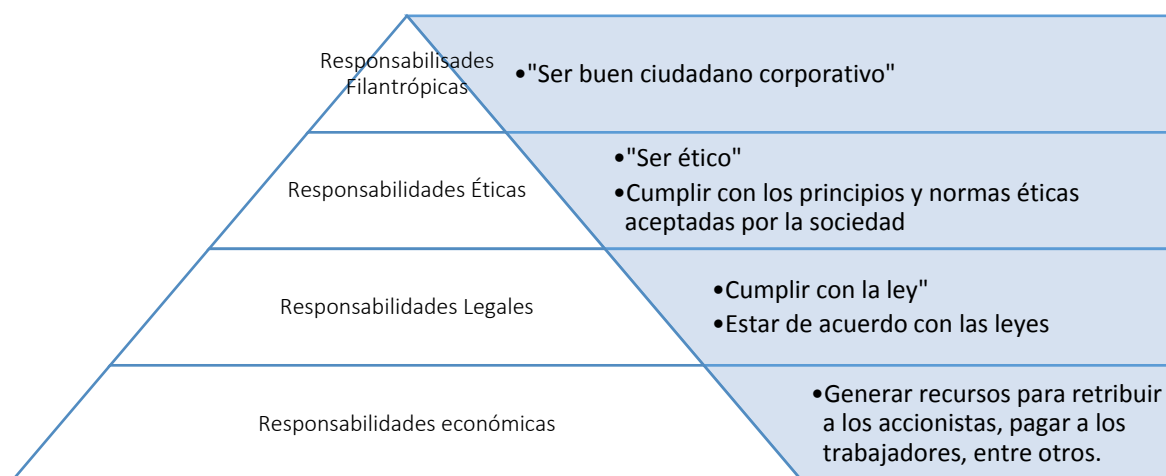 Responsabilisades
Filantrópicas
•"Ser buen ciudadano corporativo"
Responsabilidades Éticas
•"Ser ético"
•Cumplir con los principios y normas éticas
aceptadas por la sociedad
Responsabilidades Legales
•Cumplir con la ley"
•Estar de acuerdo con las leyes
Responsabilidades económicas
•Generar recursos para retribuir
a los accionistas, pagar a los
trabajadores, entre otros.